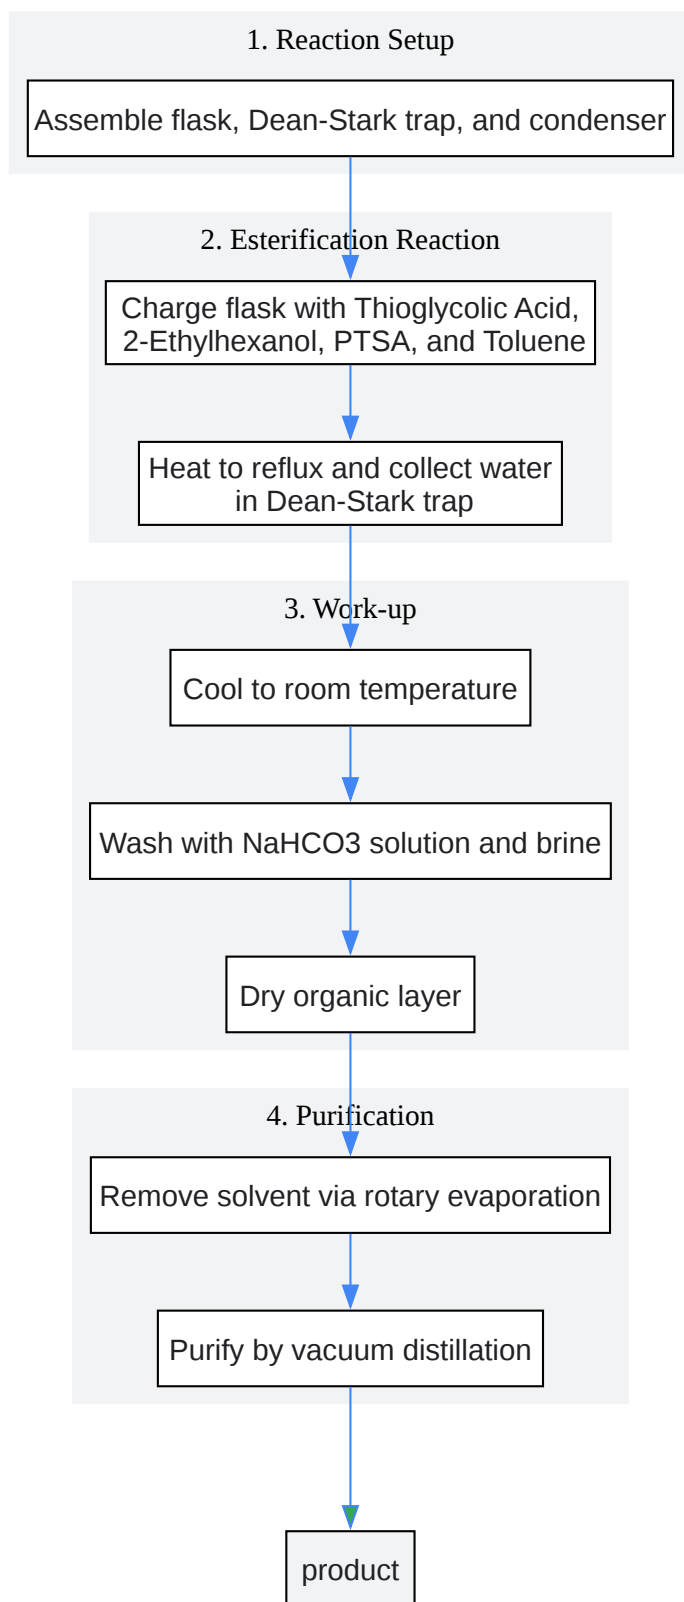 1. Reaction Setup
Assemble flask, Dean-Stark trap, and condenser
2. Esterification Reaction
Charge flask with Thioglycolic Acid,
2-Ethylhexanol, PTSA, and Toluene
Heat to reflux and collect water
in Dean-Stark trap
3. Work-up
Cool to room temperature
Wash with NaHCO3 solution and brine
Dry organic layer
4. Purification
Remove solvent via rotary evaporation
Purify by vacuum distillation
product